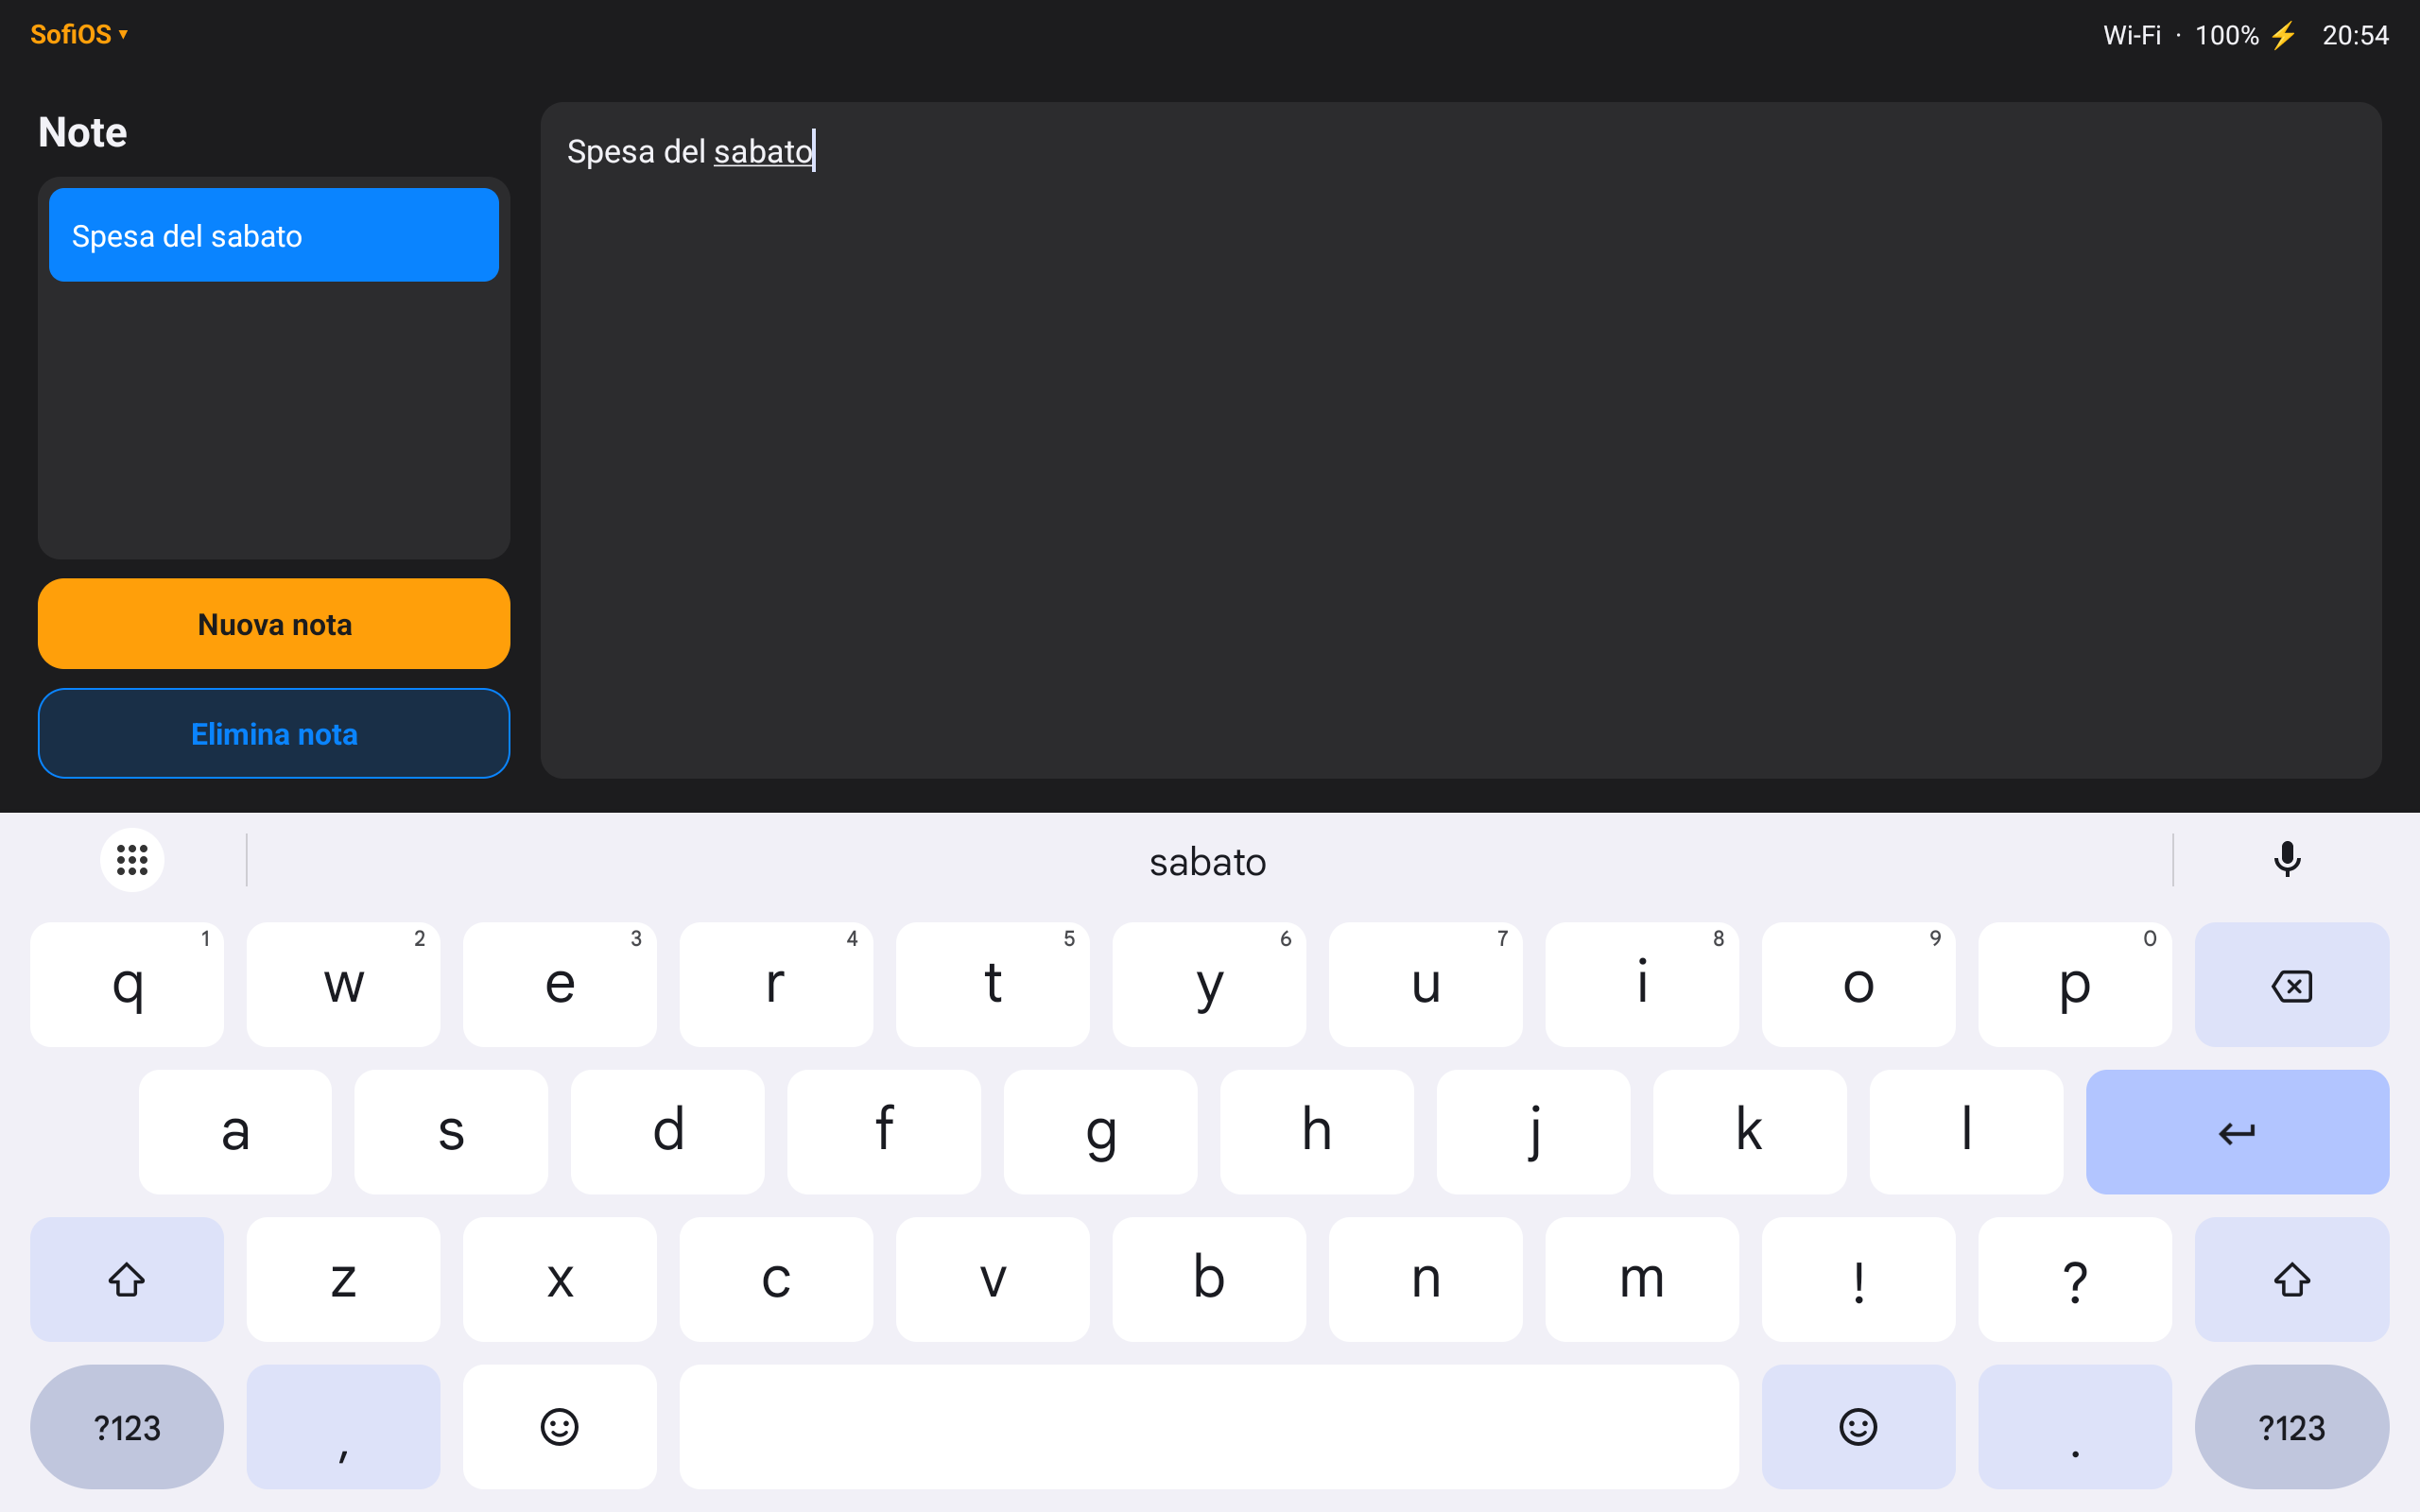 SofiOS ▾
Wi-Fi · 100% ⚡ 20:54
Note
Spesa del sabato
Nuova nota
Elimina nota
Spesa del sabato
sabato
q 1 w 2 e 3 r 4 t 5 y 6 u 7 i 8 o 9 p 0
a s d f g h j k l
z x c v b n m ! ?
?123 , . ?123